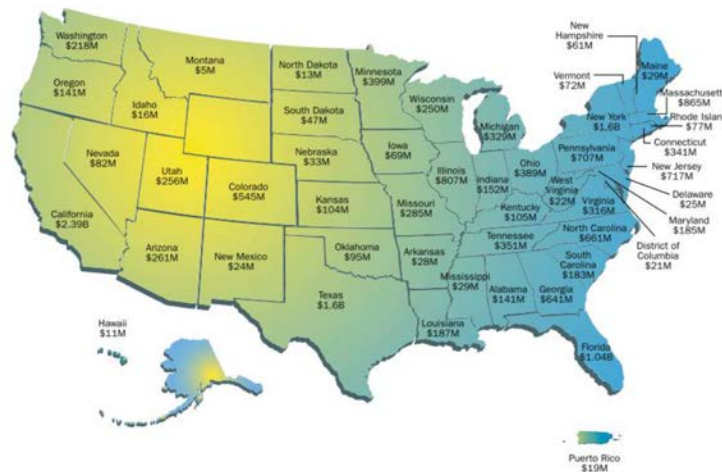 Washington
$218M
Oregon
$141M
California
$2.39B
Nevada
$82M
Idaho
$16M
Montana
$5M
Utah
$256M
Arizona
$261M
Colorado
$545M
New Mexico
$24M
North Dakota
$13M
South Dakota
$47M
Nebraska
$33M
Kansas
$104M
Oklahoma
$95M
Texas
$1.6B
Minnesota
$399M
Iowa
$69M
Missouri
$285M
Arkansas
$28M
Louisiana
$187M
Wisconsin
$250M
Illinois
$807M
Michigan
$329M
Indiana
$152M
Ohio
$389M
Kentucky
$105M
Tennessee
$351M
Mississippi
$29M
Alabama
$141M
Georgia
$641M
Florida
$1.04B
South
Carolina
$183M
North Carolina
$661M
Virginia
$316M
West
Virginia
$22M
Pennsylvania
$707M
New York
$1.6B
Vermont
$72M
New
Hampshire
$61M
Maine
$29M
Massachusett
$865M
Rhode Islan
$77M
Connecticut
$341M
New Jersey
$717M
Delaware
$25M
Maryland
$185M
District of
Columbia
$21M
Hawaii
$11M
Puerto Rico
$19M